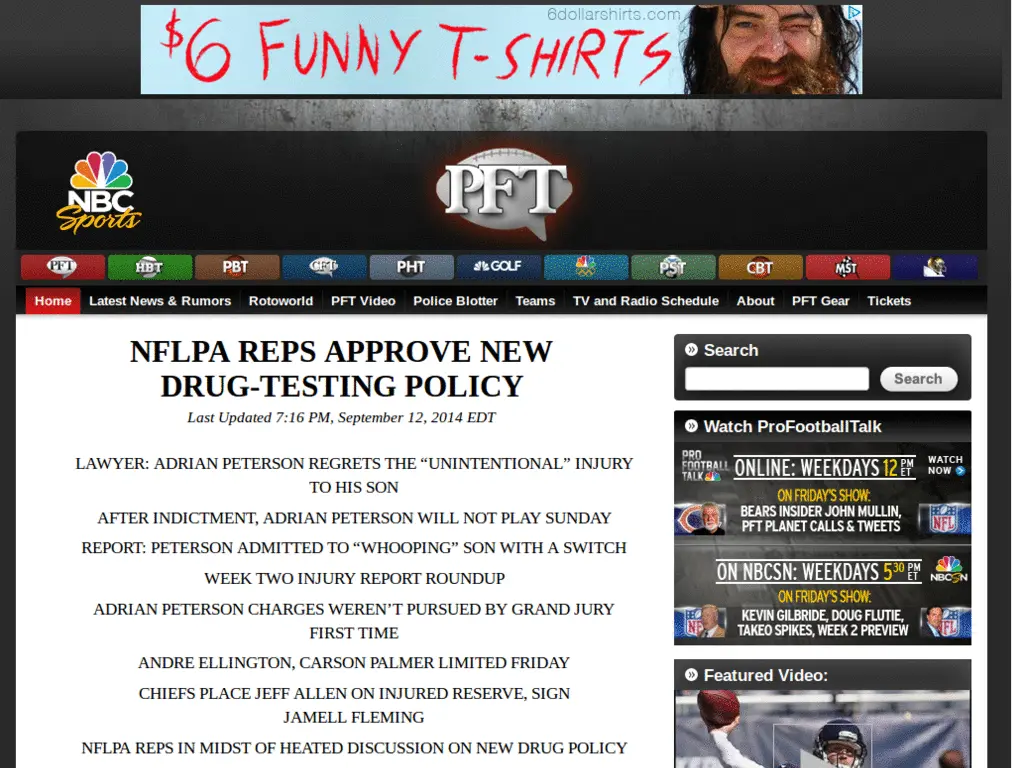 6dollarshirts.com
$6 FUNNY T-SHIRTS
NBC
Sports
PFT
PFT
HBT
PBT
CFT
PHT
GOLF
PST
CBT
MST
Home
Latest News & Rumors
Rotoworld
PFT Video
Police Blotter
Teams
TV and Radio Schedule
About
PFT Gear
Tickets
NFLPA REPS APPROVE NEW
DRUG-TESTING POLICY
Last Updated 7:16 PM, September 12, 2014 EDT
LAWYER: ADRIAN PETERSON REGRETS THE “UNINTENTIONAL” INJURY
TO HIS SON
AFTER INDICTMENT, ADRIAN PETERSON WILL NOT PLAY SUNDAY
REPORT: PETERSON ADMITTED TO “WHOOPING” SON WITH A SWITCH
WEEK TWO INJURY REPORT ROUNDUP
ADRIAN PETERSON CHARGES WEREN’T PURSUED BY GRAND JURY
FIRST TIME
ANDRE ELLINGTON, CARSON PALMER LIMITED FRIDAY
CHIEFS PLACE JEFF ALLEN ON INJURED RESERVE, SIGN
JAMELL FLEMING
NFLPA REPS IN MIDST OF HEATED DISCUSSION ON NEW DRUG POLICY
Search
Search
Watch ProFootballTalk
PRO
FOOTBALL
TALK
ONLINE: WEEKDAYS 12 PM ET
WATCH
NOW
ON FRIDAY'S SHOW:
BEARS INSIDER JOHN MULLIN,
PFT PLANET CALLS & TWEETS
NFL
ON NBCSN: WEEKDAYS 5:30 PM ET
NBCSN
ON FRIDAY'S SHOW:
KEVIN GILBRIDE, DOUG FLUTIE,
TAKEO SPIKES, WEEK 2 PREVIEW
NFL
Featured Video: